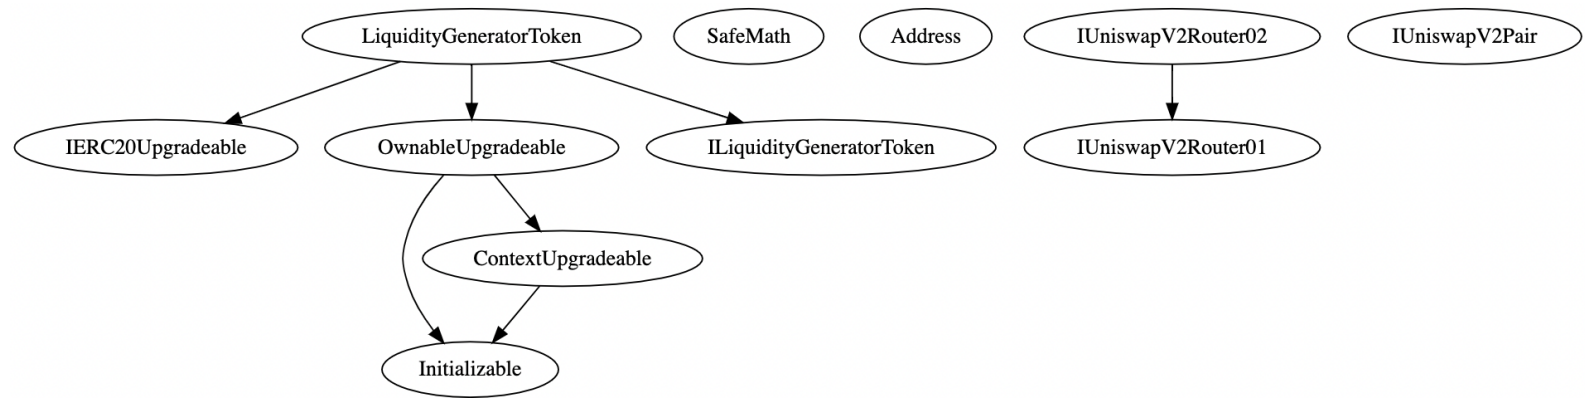 LiquidityGeneratorToken
SafeMath
Address
IUniswapV2Router02
IUniswapV2Pair
IERC20Upgradeable
OwnableUpgradeable
ILiquidityGeneratorToken
IUniswapV2Router01
ContextUpgradeable
Initializable